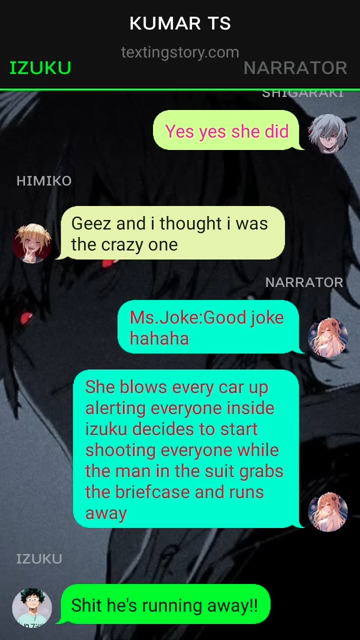 KUMAR TS
textingstory.com
IZUKU
NARRATOR
SHIGARAKI
Yes yes she did
HIMIKO
Geez and i thought i was
the crazy one
NARRATOR
Ms.Joke:Good joke
hahaha
She blows every car up
alerting everyone inside
izuku decides to start
shooting everyone while
the man in the suit grabs
the briefcase and runs
away
IZUKU
Shit he's running away!!